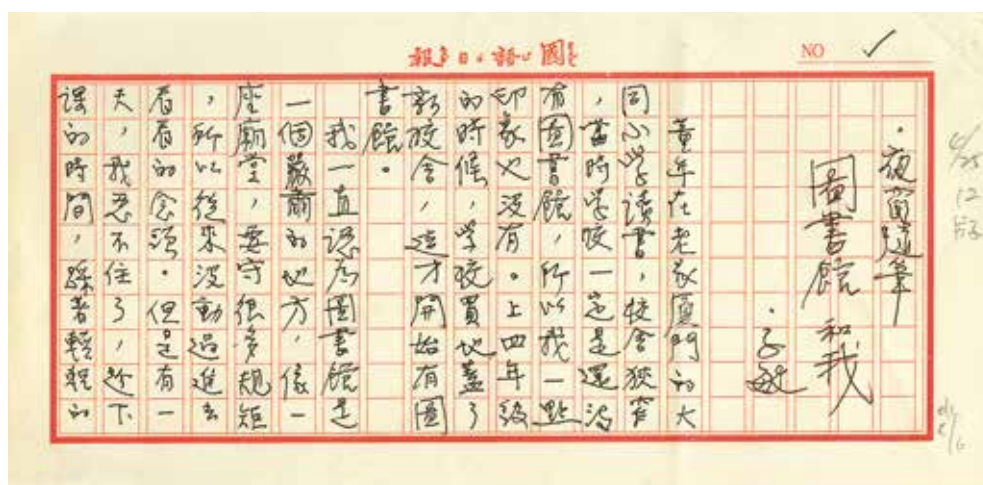 國語日報
NO ✓
4/25
12
·夜窗隨筆
圖書館和我
·子敏
童年在老家廈門的大
同小學讀書，校舍狹窄
，當時學校一定是還沒
有圖書館，所以我一點
印象也沒有。上四年級
的時候，學校買地蓋了
新校舍，這才開始有圖
書館。
我一直認為圖書館是
一個嚴肅的地方，像一
座廟堂，要守很多規矩
，所以從來沒動過進去
看看的念頭。但是有一
天，我忍不住了，趁下
課的時間，踩著輕輕的